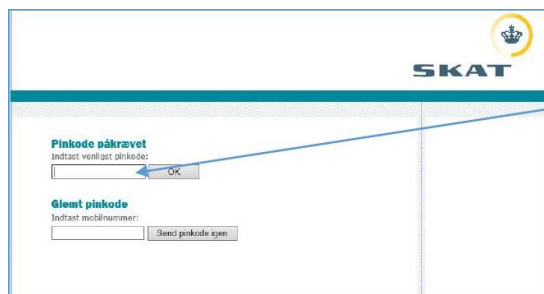 SKAT
Pinkode påkrævet
Indtast venligst pinkode:
OK
Glemt pinkode
Indtast mobilnummer:
Send pinkode igen